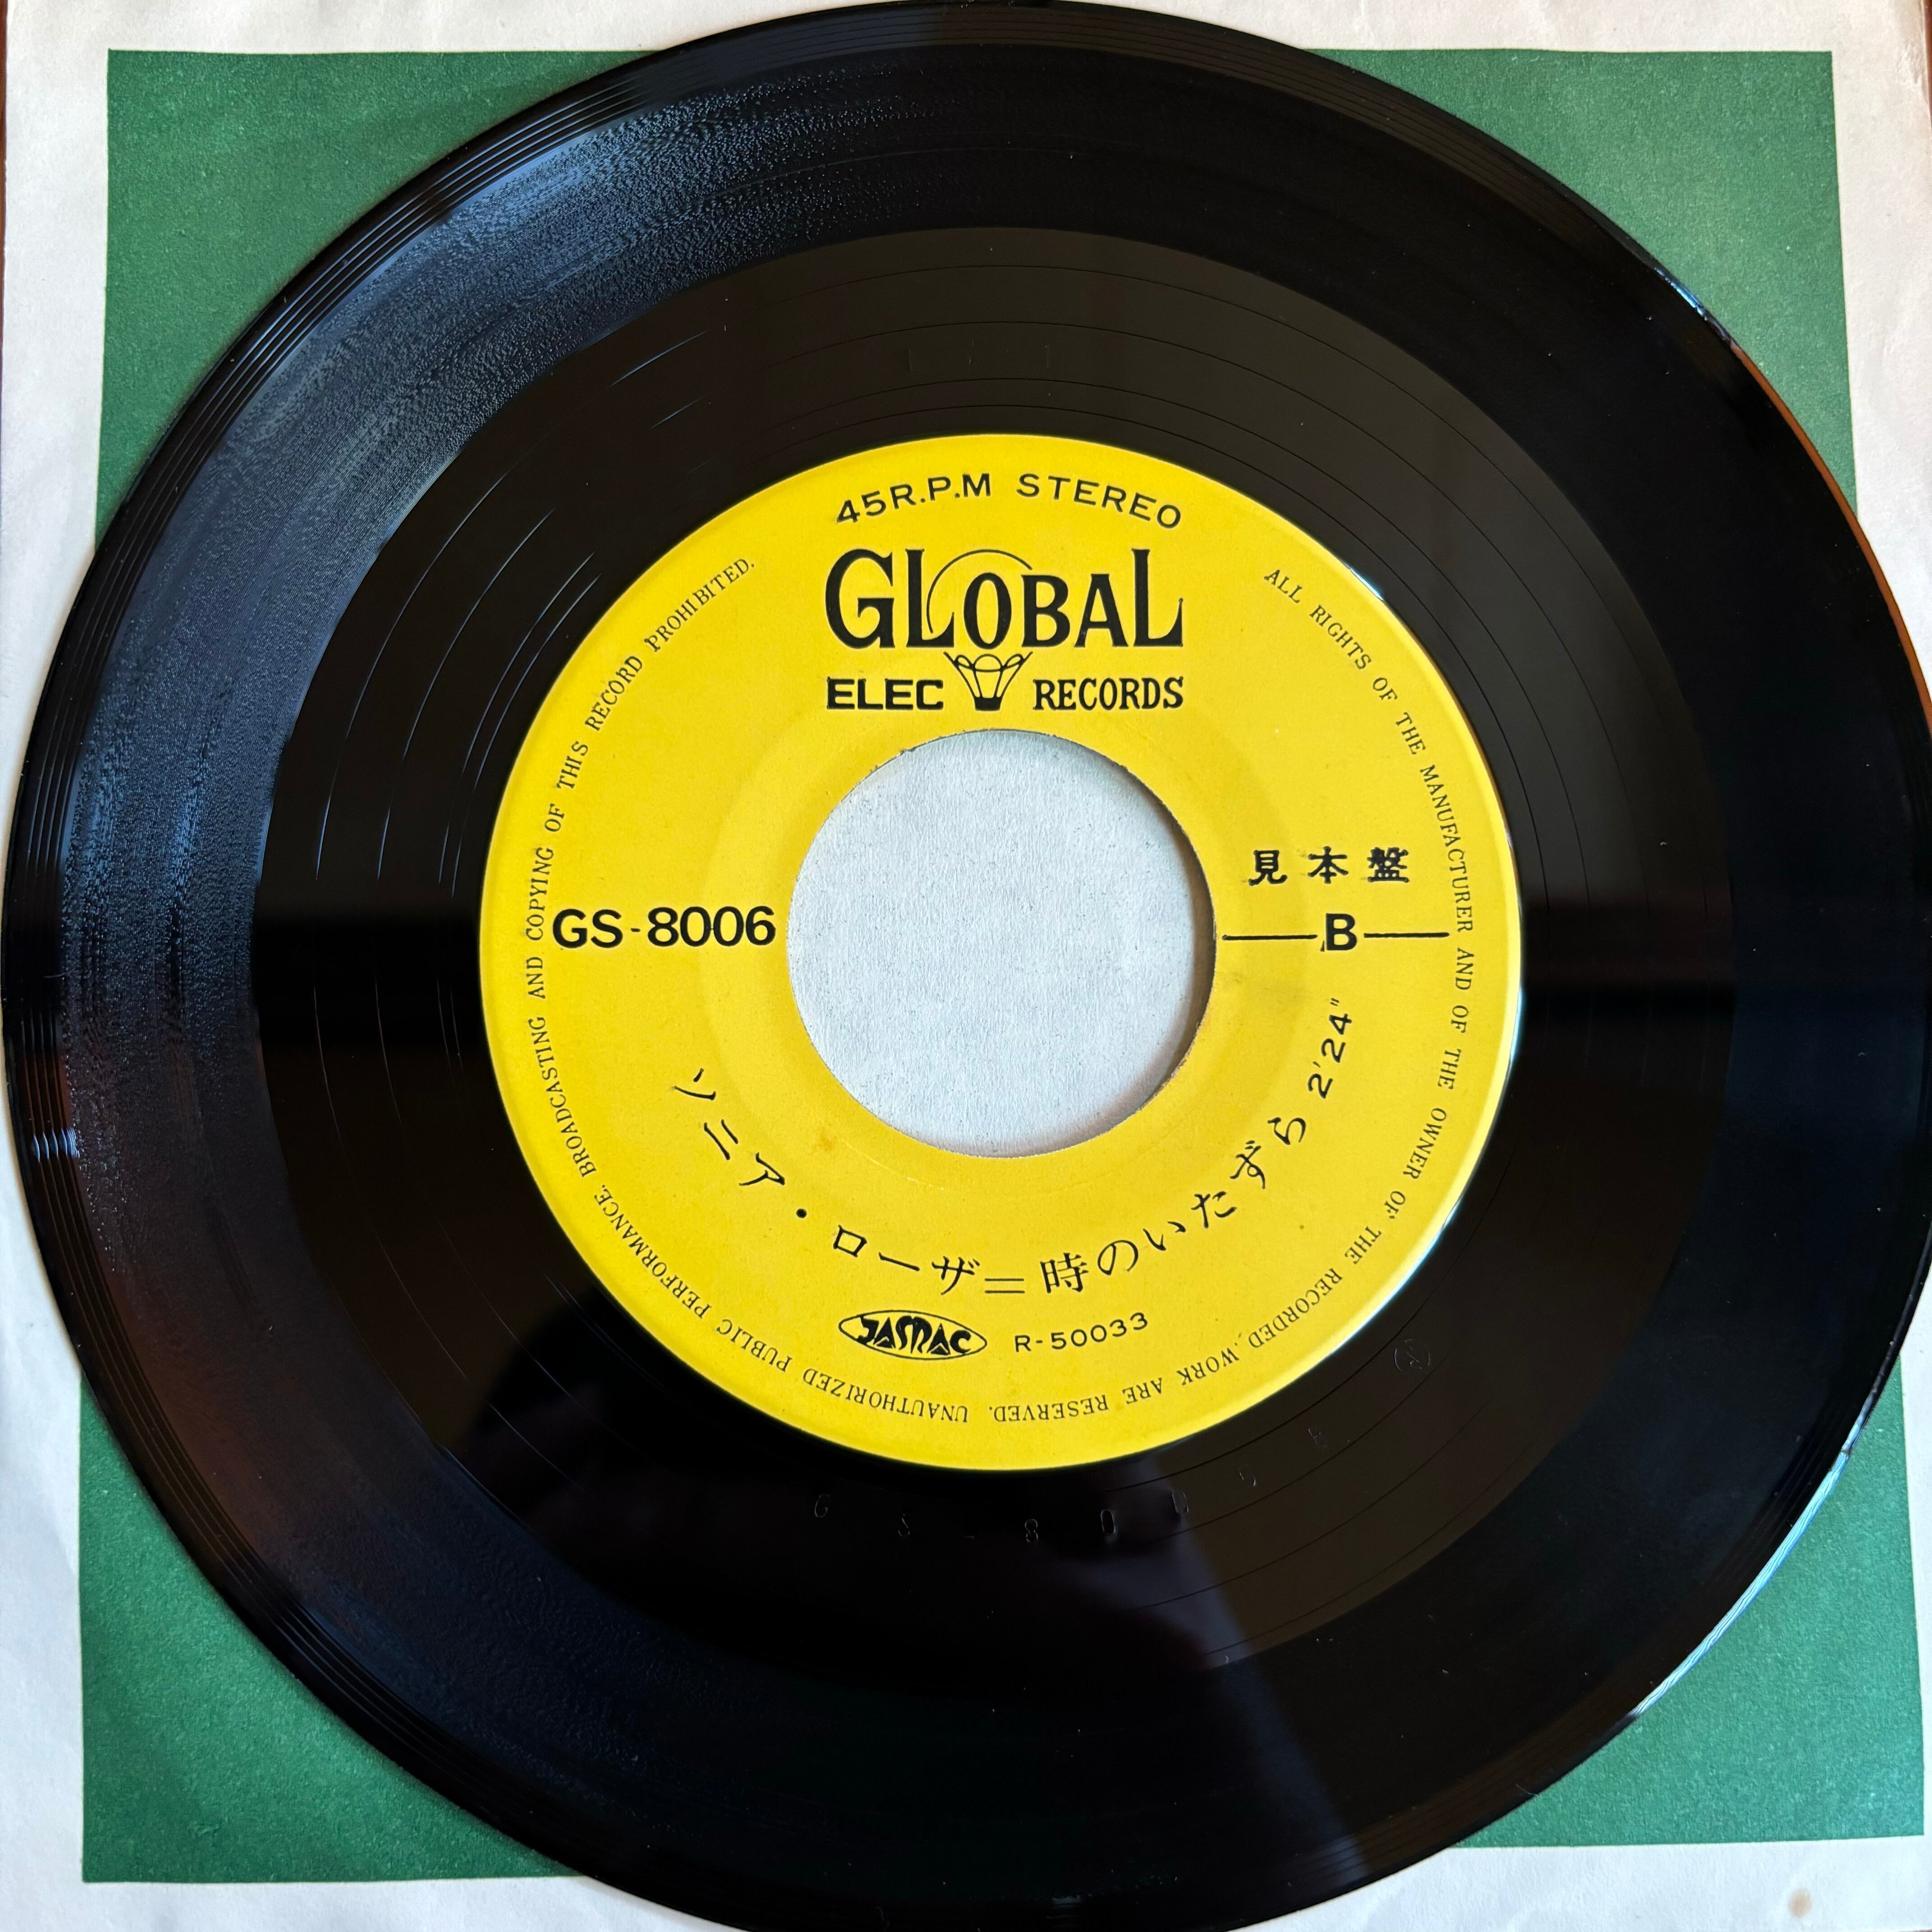 45R.P.M STEREO
GLOBAL
ELEC RECORDS
見本盤
GS-8006
B
ソニア・ローザ=時のいたずら 2'24"
JASRAC R-50033
ALL RIGHTS OF THE MANUFACTURER AND OF THE OWNER OF THE RECORDED WORK ARE RESERVED. UNAUTHORIZED PUBLIC PERFORMANCE, BROADCASTING AND COPYING OF THIS RECORD PROHIBITED.